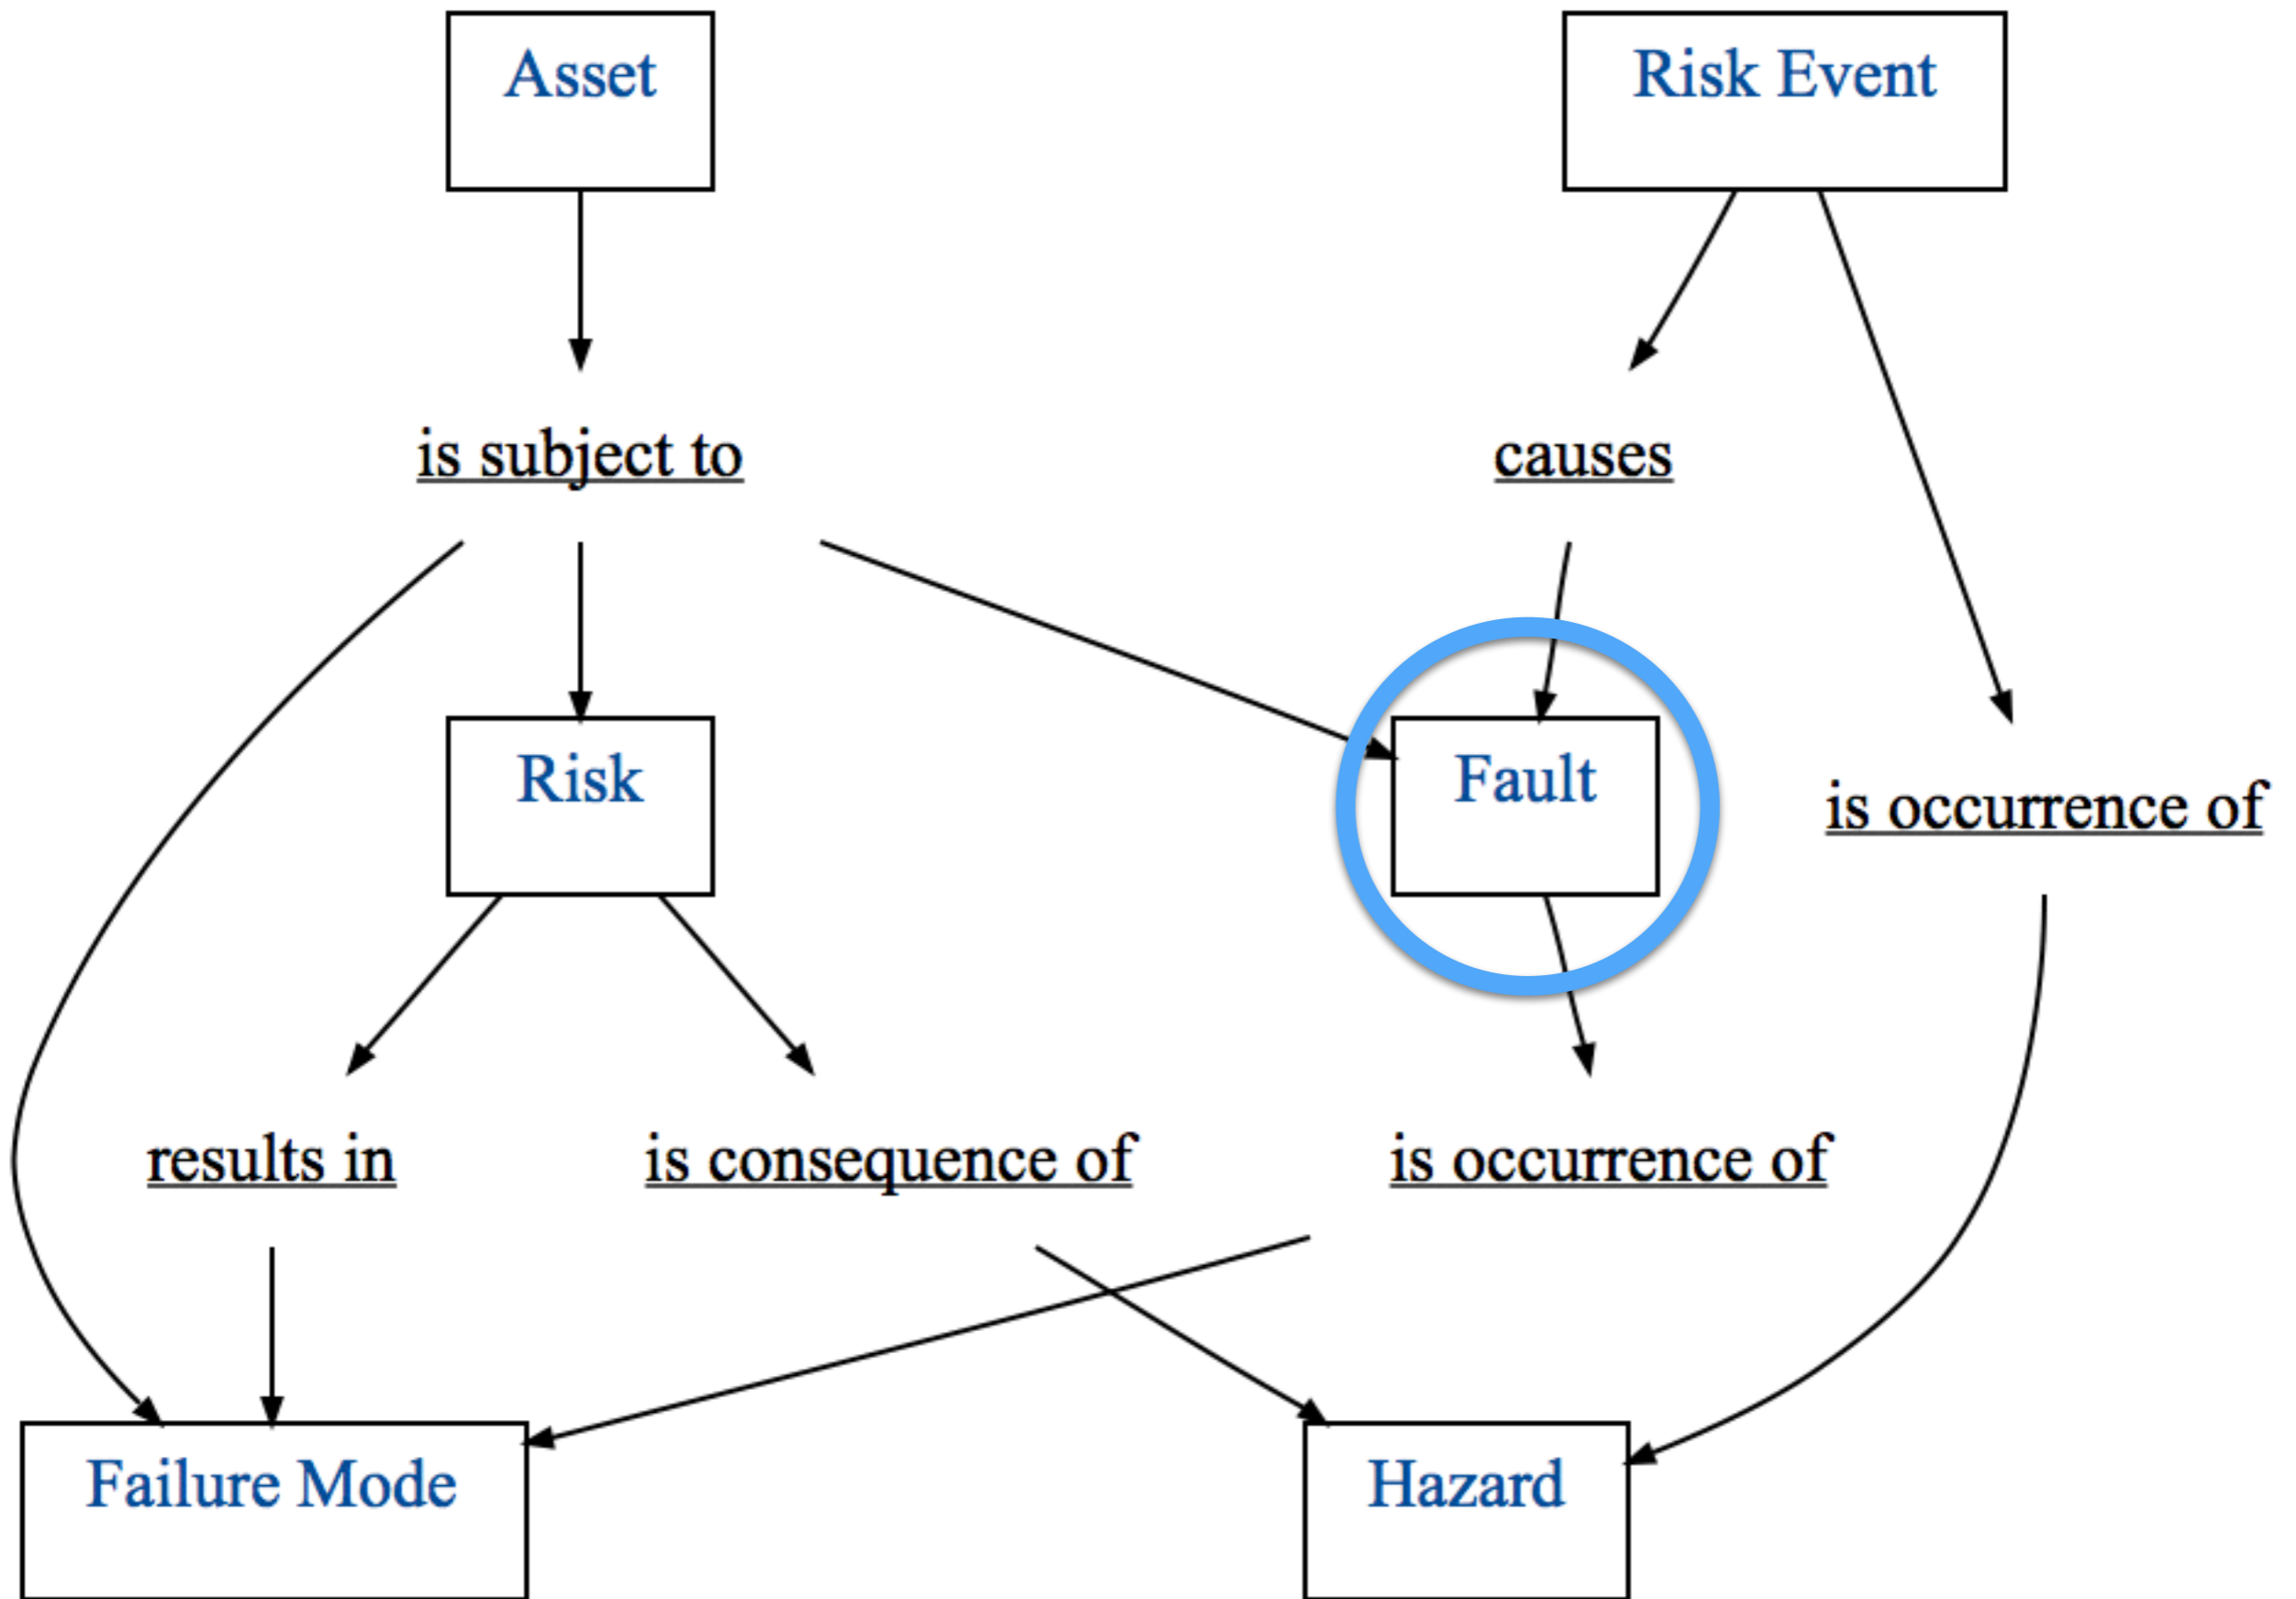 Asset
Risk Event
is subject to
causes
Risk
Fault
is occurrence of
results in
is consequence of
is occurrence of
Failure Mode
Hazard